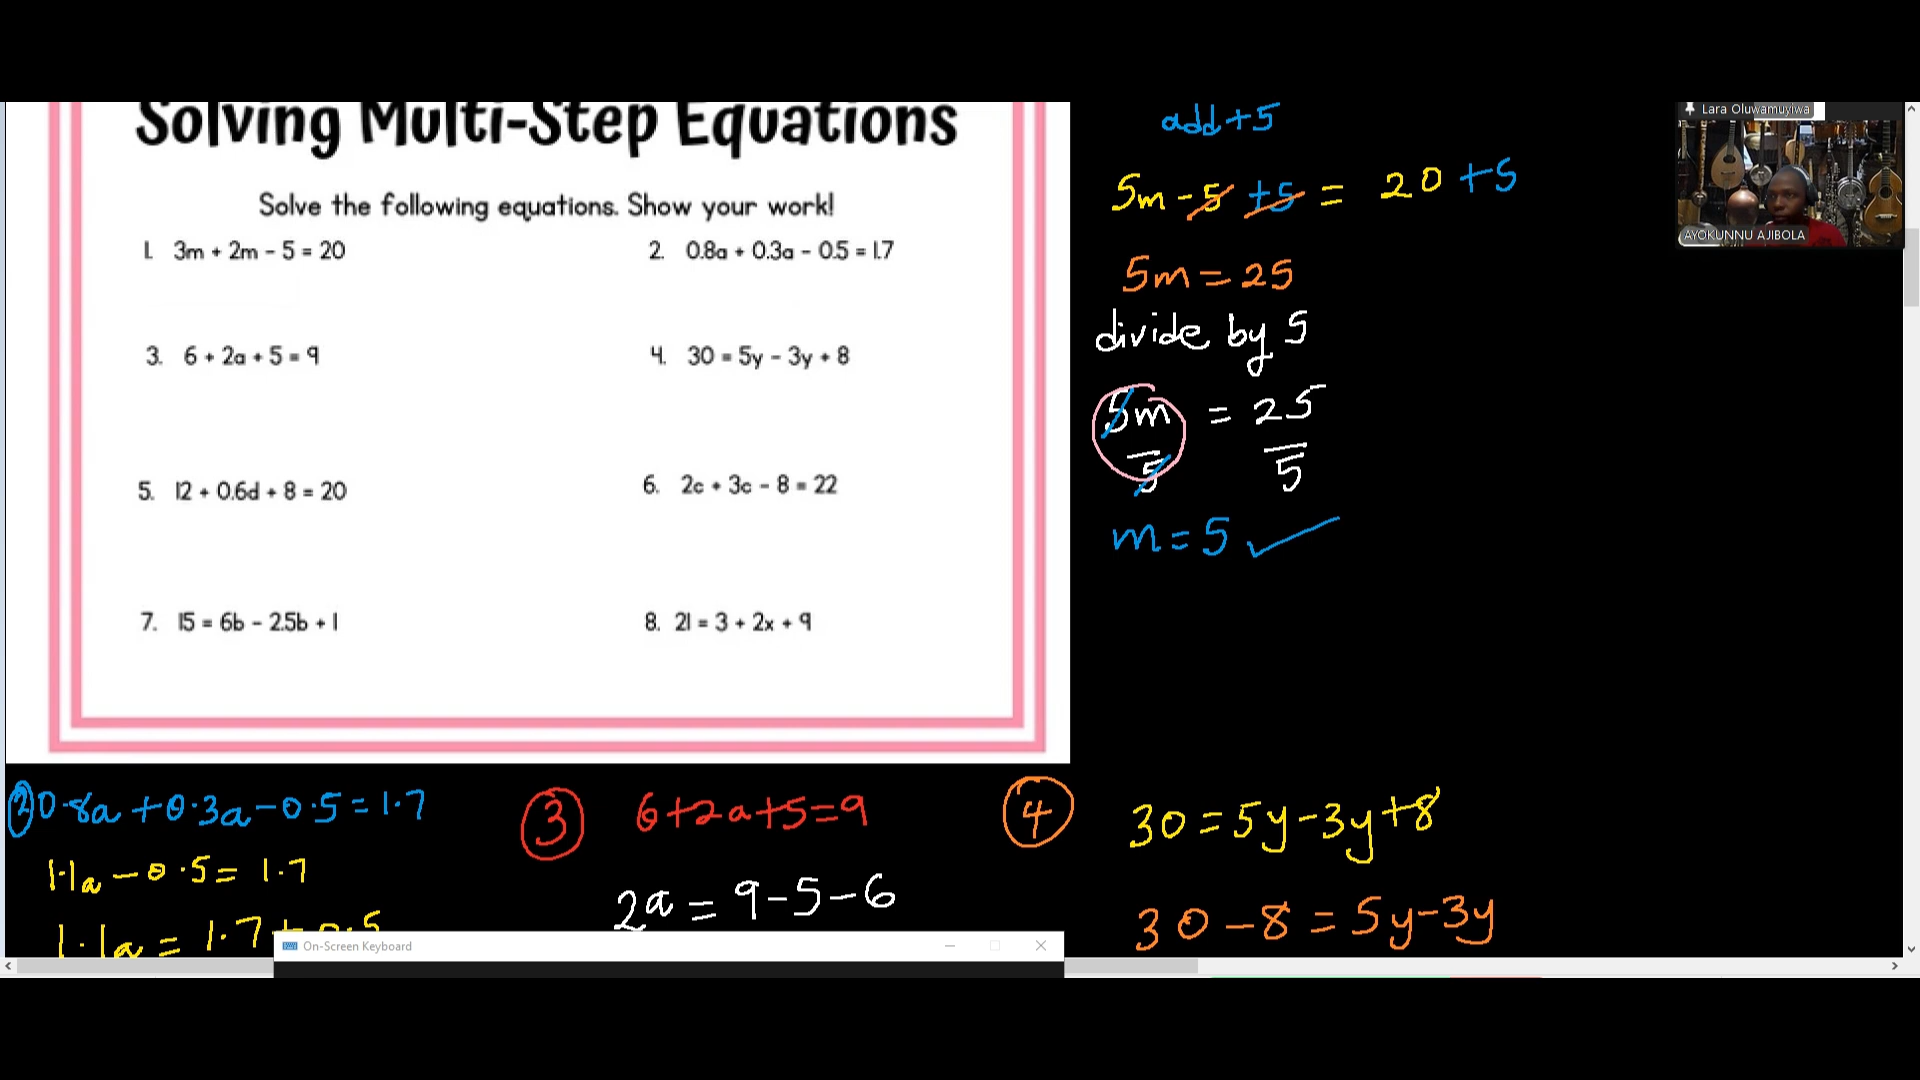 Solving Multi-Step Equations
Solve the following equations. Show your work!
1. 3m + 2m - 5 = 20
2. 0.8a + 0.3a - 0.5 = 1.7
3. 6 + 2a + 5 = 9
4. 30 = 5y - 3y + 8
5. 12 + 0.6d + 8 = 20
6. 2c + 3c - 8 = 22
7. 15 = 6b - 2.5b + 1
8. 21 = 3 + 2x + 9
add +5
5m - 5 + 5 = 20 + 5
5m = 25
divide by 5
5m = 25
5 5
m = 5 ✓
Lara Oluwamuyiwa
AYOKUNNU AJIBOLA
② 0.8a + 0.3a - 0.5 = 1.7
1.1a - 0.5 = 1.7
1.1a = 1.7 + 0.5
③ 6 + 2a + 5 = 9
2a = 9 - 5 - 6
④ 30 = 5y - 3y + 8
30 - 8 = 5y - 3y
On-Screen Keyboard